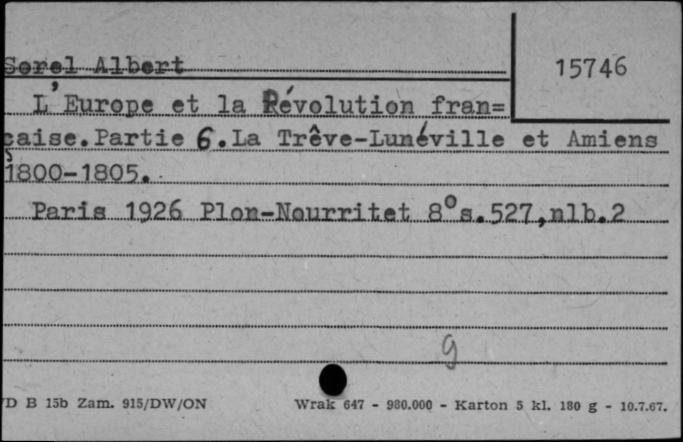 Sorel Albert
15746
L'Europe et la Révolution fran=
çaise.Partie 6.La Trêve-Lunéville et Amiens
1800-1805.
Paris 1926 Plon-Nourritet 8° s.527,nlb.2
g
D B 15b Zam. 915/DW/ON
Wrak 647 - 980.000 - Karton 5 kl. 180 g - 10.7.67.